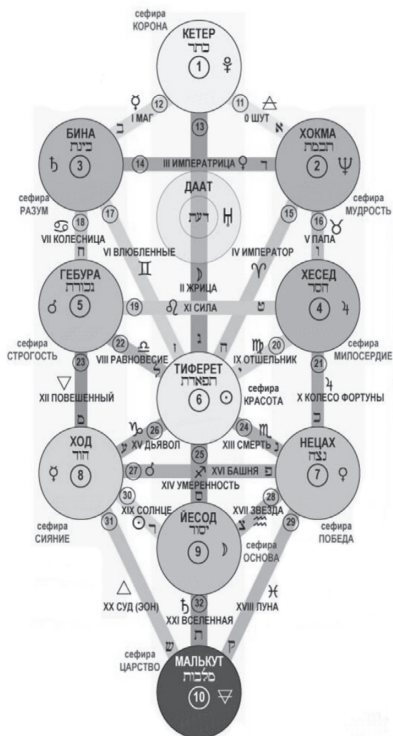 сефира
КОРОНА
КЕТЕР
כתר
1 ♇
☿ 12
11 🜁
I МАГ
0 ШУТ
ב
א
13
БИНА
בינת
♄ 3
14 III ИМПЕРАТРИЦА ♀ ד
ХОКМА
חכמת
2 ♆
ДААТ
דעת ♅
сефира
РАЗУМ
сефира
МУДРОСТЬ
♋ 18
17
15
16 ♉
VII КОЛЕСНИЦА
ח
VI ВЛЮБЛЕННЫЕ
♊
IV ИМПЕРАТОР
♈
V ПАПА
ו
☽
II ЖРИЦА
ГЕБУРА
גבורת
♂ 5
19 ♌ XI СИЛА ט
ХЕСЕД
חסד
4 ♃
сефира
СТРОГОСТЬ
сефира
МИЛОСЕРДИЕ
22 ♎
ז
ג
ה
♍ 20
VIII РАВНОВЕСИЕ
ל
IX ОТШЕЛЬНИК
י
23
▽
XII ПОВЕШЕННЫЙ
מ
21
♃
X КОЛЕСО ФОРТУНЫ
כ
ТИФЕРЕТ
תפארת
6 ☉
сефира
КРАСОТА
♑ 26
XV ДЬЯВОЛ
ע
24 ♏
XIII СМЕРТЬ
נ
ХОД
הוד
☿ 8
25
♐
27 ♂ XVI БАШНЯ פ
XIV УМЕРЕННОСТЬ
ס
НЕЦАХ
נצח
7 ♀
30
XIX СОЛНЦЕ
☉ ר
28
XVII ЗВЕЗДА
צ ♒
сефира
СИЯНИЕ
31
29
сефира
ПОБЕДА
ЙЕСОД
יסוד
9 ☽
сефира
ОСНОВА
△
XX СУД (ЭОН)
♄ 32
XXI ВСЕЛЕННАЯ
ת
♓
XVIII ЛУНА
ש
ק
сефира
ЦАРСТВО
МАЛЬКУТ
מלכות
10 🜃